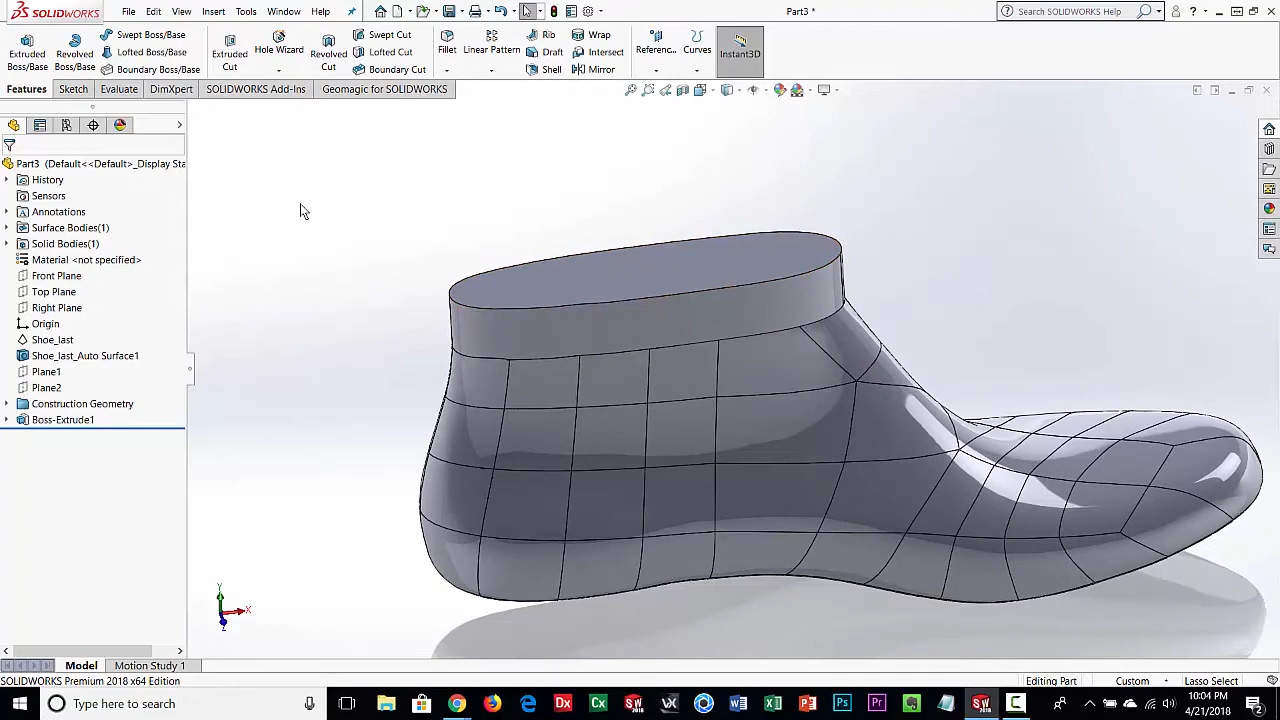 SOLIDWORKS
File Edit View Insert Tools Window Help
Part3 *
Search SOLIDWORKS Help
Extruded Boss/Base
Revolved Boss/Base
Swept Boss/Base
Lofted Boss/Base
Boundary Boss/Base
Extruded Cut
Hole Wizard
Revolved Cut
Swept Cut
Lofted Cut
Boundary Cut
Fillet
Linear Pattern
Rib
Draft
Shell
Wrap
Intersect
Mirror
Referenc...
Curves
Instant3D
Features Sketch Evaluate DimXpert SOLIDWORKS Add-Ins Geomagic for SOLIDWORKS
Part3 (Default<<Default>_Display Sta
History
Sensors
Annotations
Surface Bodies(1)
Solid Bodies(1)
Material <not specified>
Front Plane
Top Plane
Right Plane
Origin
Shoe_last
Shoe_last_Auto Surface1
Plane1
Plane2
Construction Geometry
Boss-Extrude1
Y
X
Z
Model Motion Study 1
SOLIDWORKS Premium 2018 x64 Edition
Editing Part Custom Lasso Select
Type here to search
10:04 PM
4/21/2018